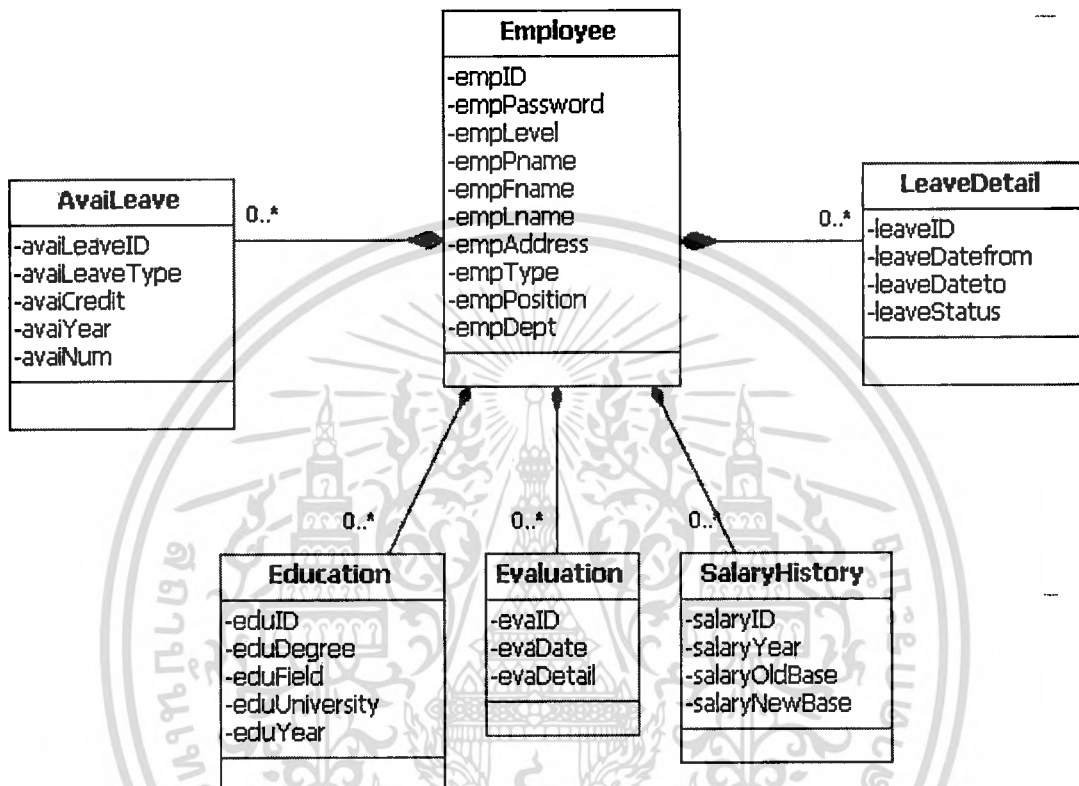 Employee
-empID
-empPassword
-empLevel
-empPname
-empFname
-empLname
-empAddress
-empType
-empPosition
-empDept
AvaiLeave
-avaiLeaveID
-avaiLeaveType
-avaiCredit
-avaiYear
-avaiNum
0..*
LeaveDetail
-leaveID
-leaveDatefrom
-leaveDateto
-leaveStatus
0..*
0..*
0..*
0..*
Education
-eduID
-eduDegree
-eduField
-eduUniversity
-eduYear
Evaluation
-evaID
-evaDate
-evaDetail
SalaryHistory
-salaryID
-salaryYear
-salaryOldBase
-salaryNewBase